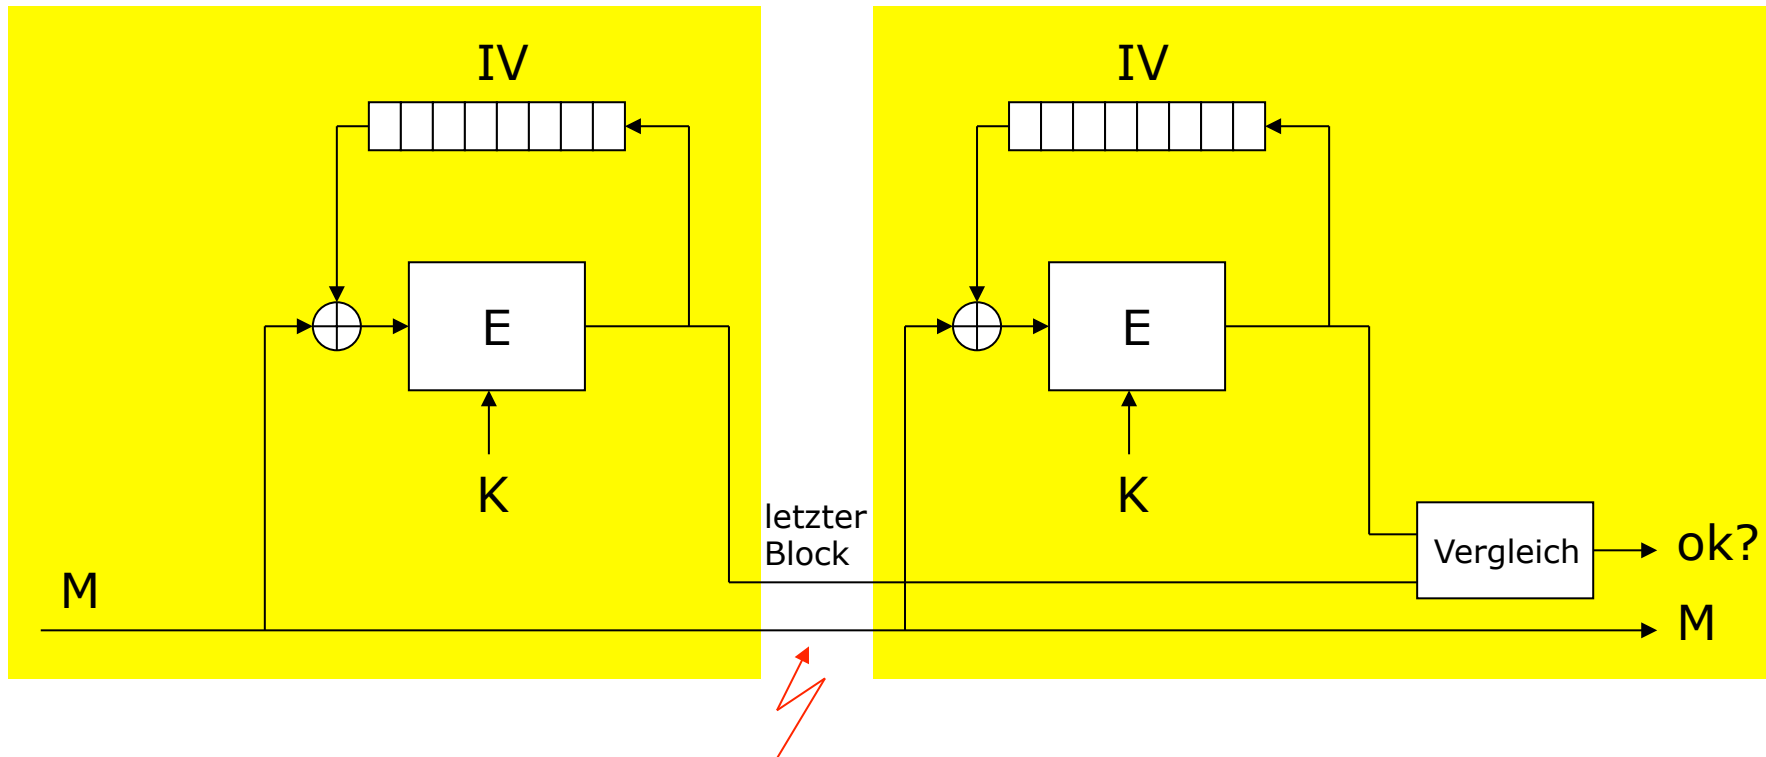 IV
IV
E
E
K
K
letzter
Block
Vergleich
ok?
M
M